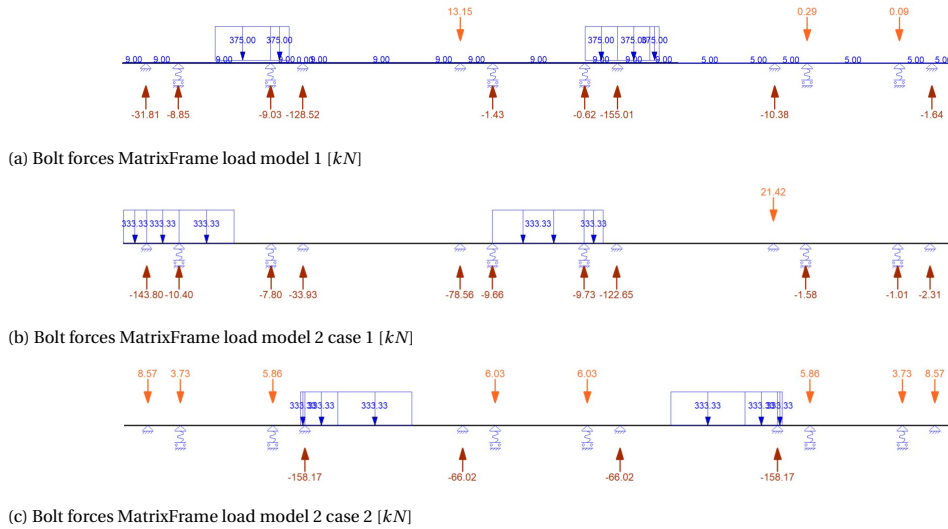 13.15 0.29 0.09
375.00 375.00 375.00 375.00
9.00 9.00 9.00 9.00 9.00 9.00 9.00 9.00 9.00 9.00 9.00 5.00 5.00 5.00 5.00 5.00
-31.81 -8.85 -9.03 -128.52 -1.43 -0.62 -155.01 -10.38 -1.64
(a) Bolt forces MatrixFrame load model 1 [kN]
21.42
333.33 333.33 333.33 333.33 333.33
-143.80 -10.40 -7.80 -33.93 -78.56 -9.66 -9.73 -122.65 -1.58 -1.01 -2.31
(b) Bolt forces MatrixFrame load model 2 case 1 [kN]
8.57 3.73 5.86 6.03 6.03 5.86 3.73 8.57
333.33 333.33 333.33 333.33
-158.17 -66.02 -66.02 -158.17
(c) Bolt forces MatrixFrame load model 2 case 2 [kN]